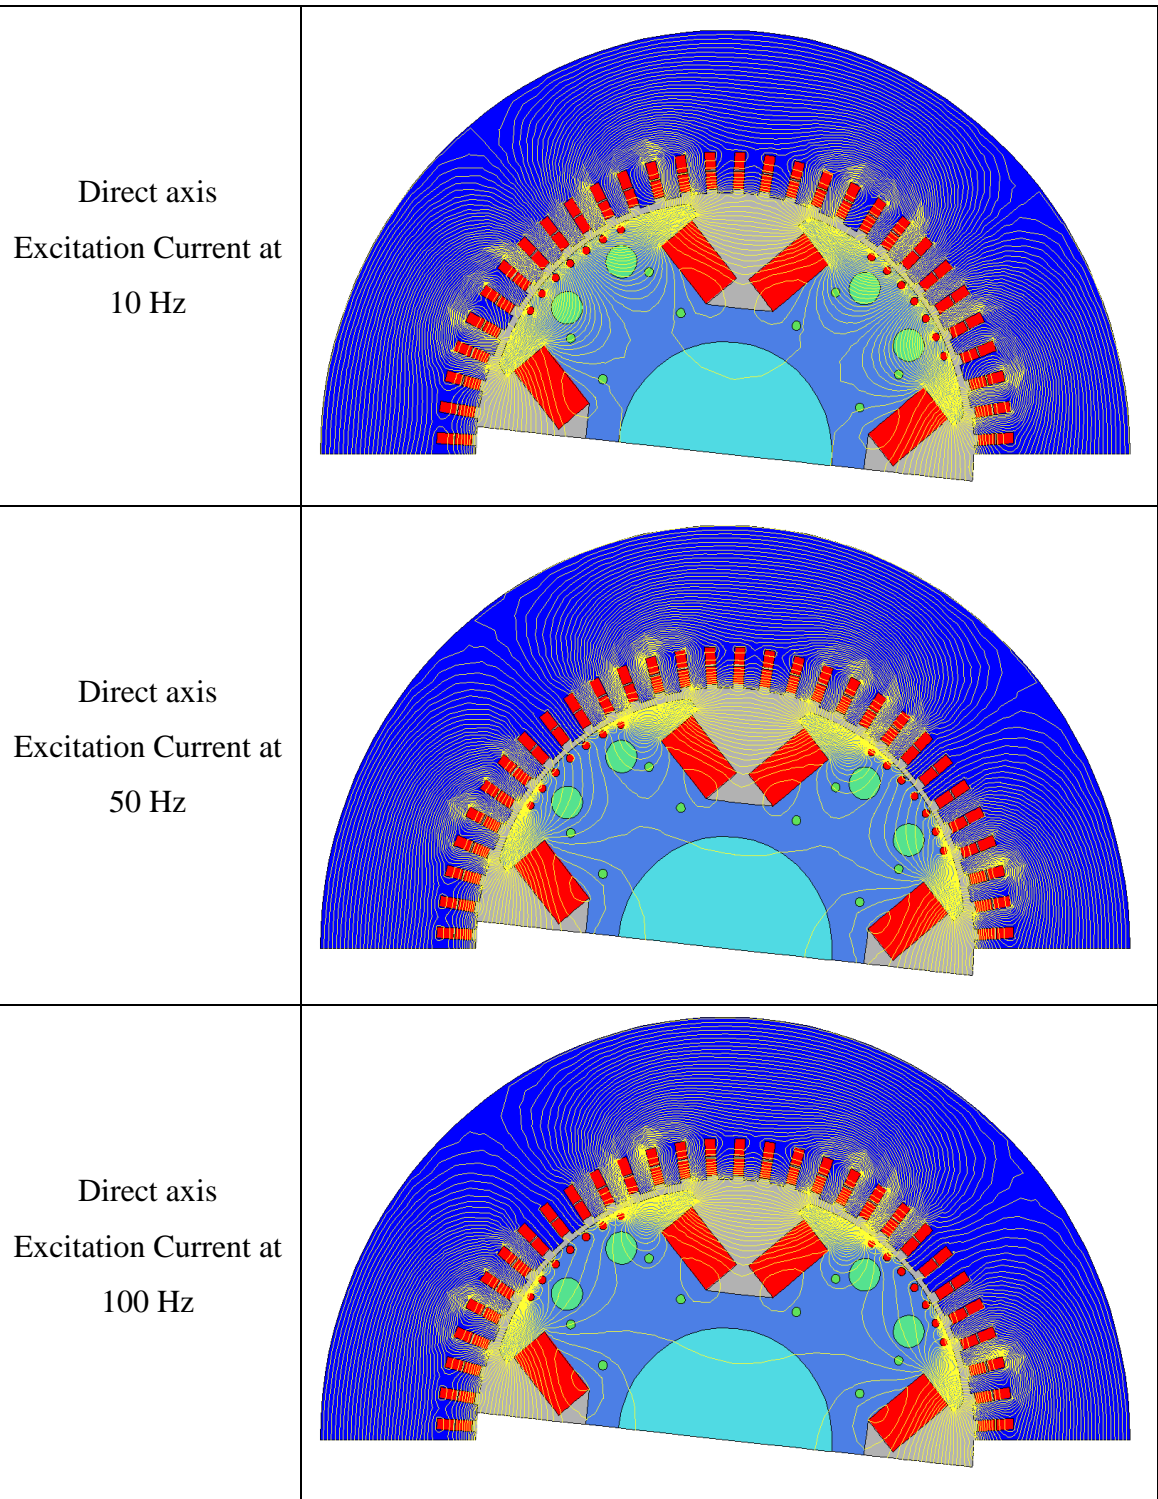 Direct axis
Excitation Current at
10 Hz
Direct axis
Excitation Current at
50 Hz
Direct axis
Excitation Current at
100 Hz